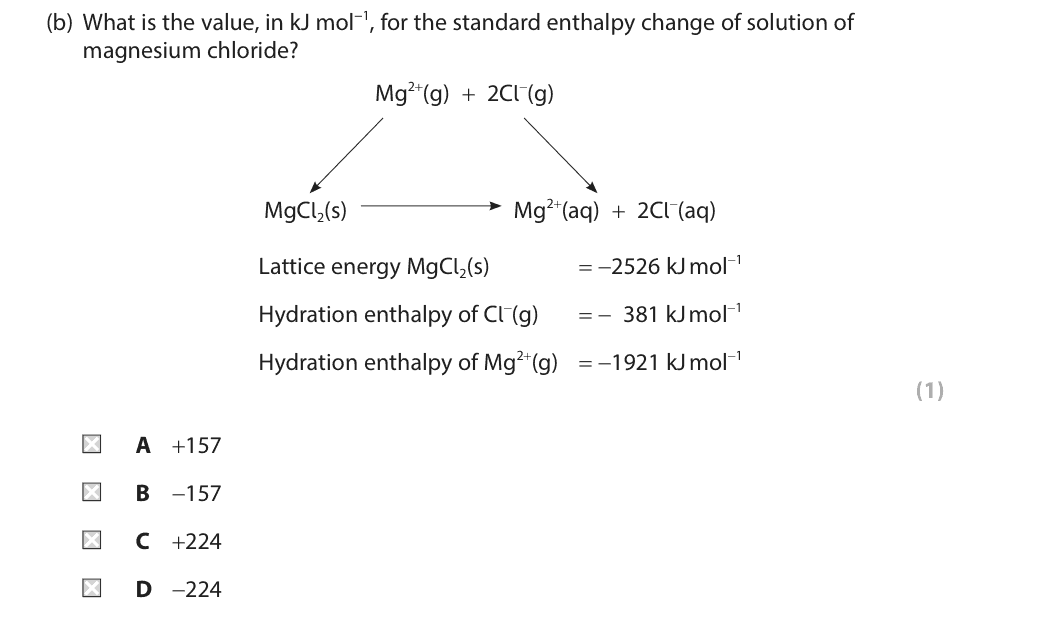 (b) What is the value, in kJ mol⁻¹, for the standard enthalpy change of solution of
magnesium chloride?
Mg²⁺(g) + 2Cl⁻(g)
MgCl₂(s) Mg²⁺(aq) + 2Cl⁻(aq)
Lattice energy MgCl₂(s) = −2526 kJ mol⁻¹
Hydration enthalpy of Cl⁻(g) = − 381 kJ mol⁻¹
Hydration enthalpy of Mg²⁺(g) = −1921 kJ mol⁻¹
(1)
A +157
B −157
C +224
D −224